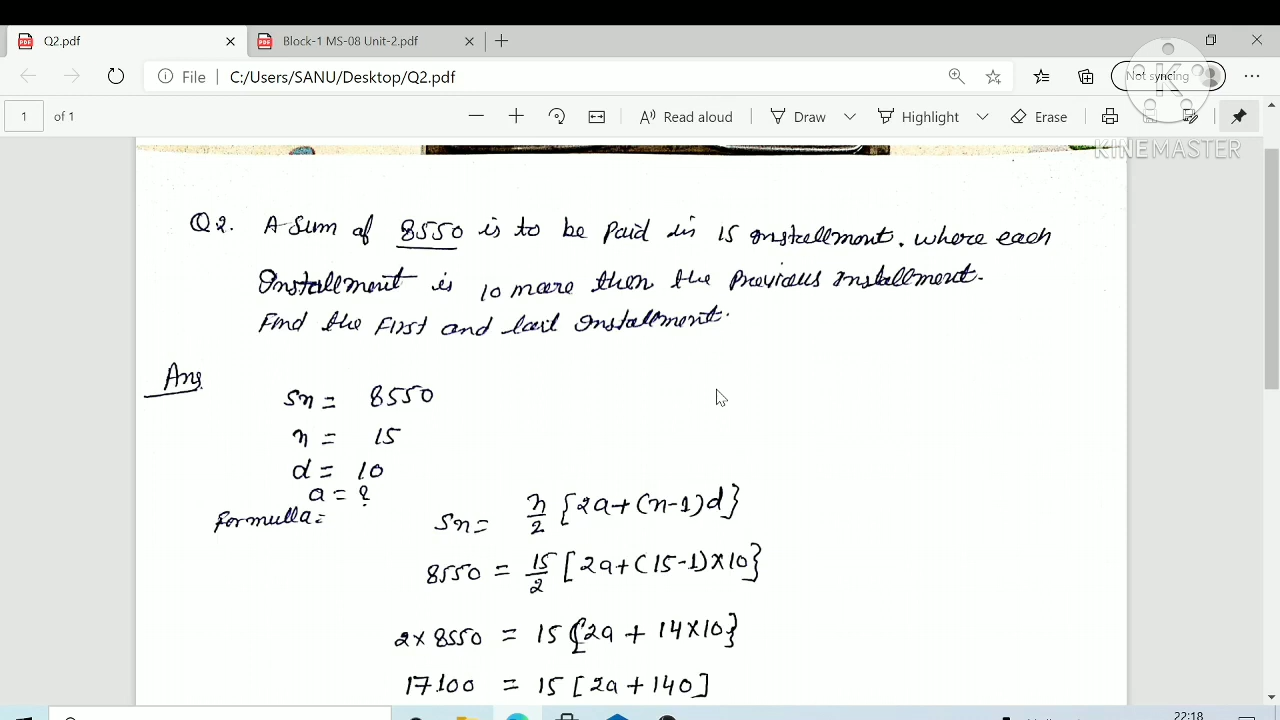 Q2.pdf
Block-1 MS-08 Unit-2.pdf
File
C:/Users/SANU/Desktop/Q2.pdf
Not syncing
1 of 1
Read aloud
Draw
Highlight
Erase
K
KINEMASTER
Q2. A Sum of 8550 is to be paid in 15 installment. where each
Installment is 10 more then the previous Installment.
Find the First and last Installment.
Ans
Sn = 8550
n = 15
d = 10
a = ?
formulla =
Sn = n/2 {2a+(n-1)d}
8550 = 15/2 [2a+(15-1)×10}
2×8550 = 15 {2a + 14×10}
17100 = 15 [2a+140]
22:18